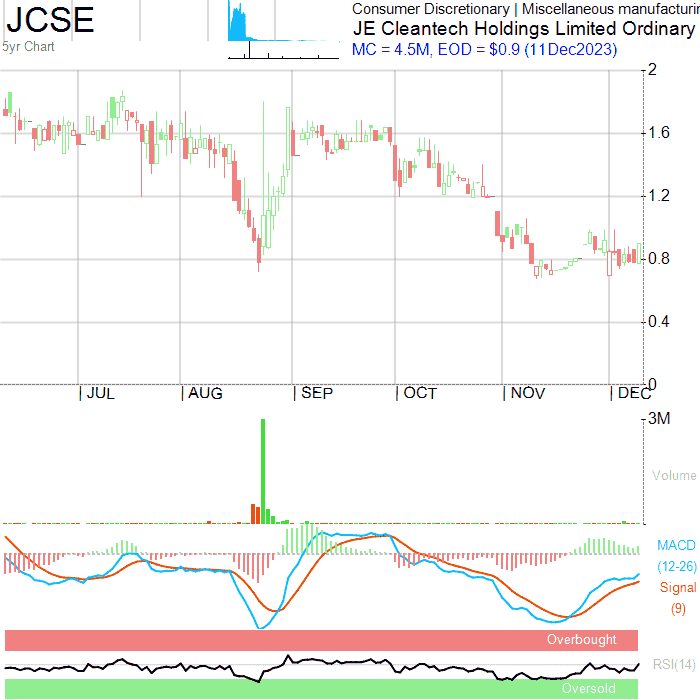 JCSE
5yr Chart
Consumer Discretionary | Miscellaneous manufacturin
JE Cleantech Holdings Limited Ordinary
MC = 4.5M, EOD = $0.9 (11Dec2023)
2
1.6
1.2
0.8
0.4
0
JUL AUG SEP OCT NOV DEC
3M
Volume
MACD
(12-26)
Signal
(9)
Overbought
RSI(14)
Oversold